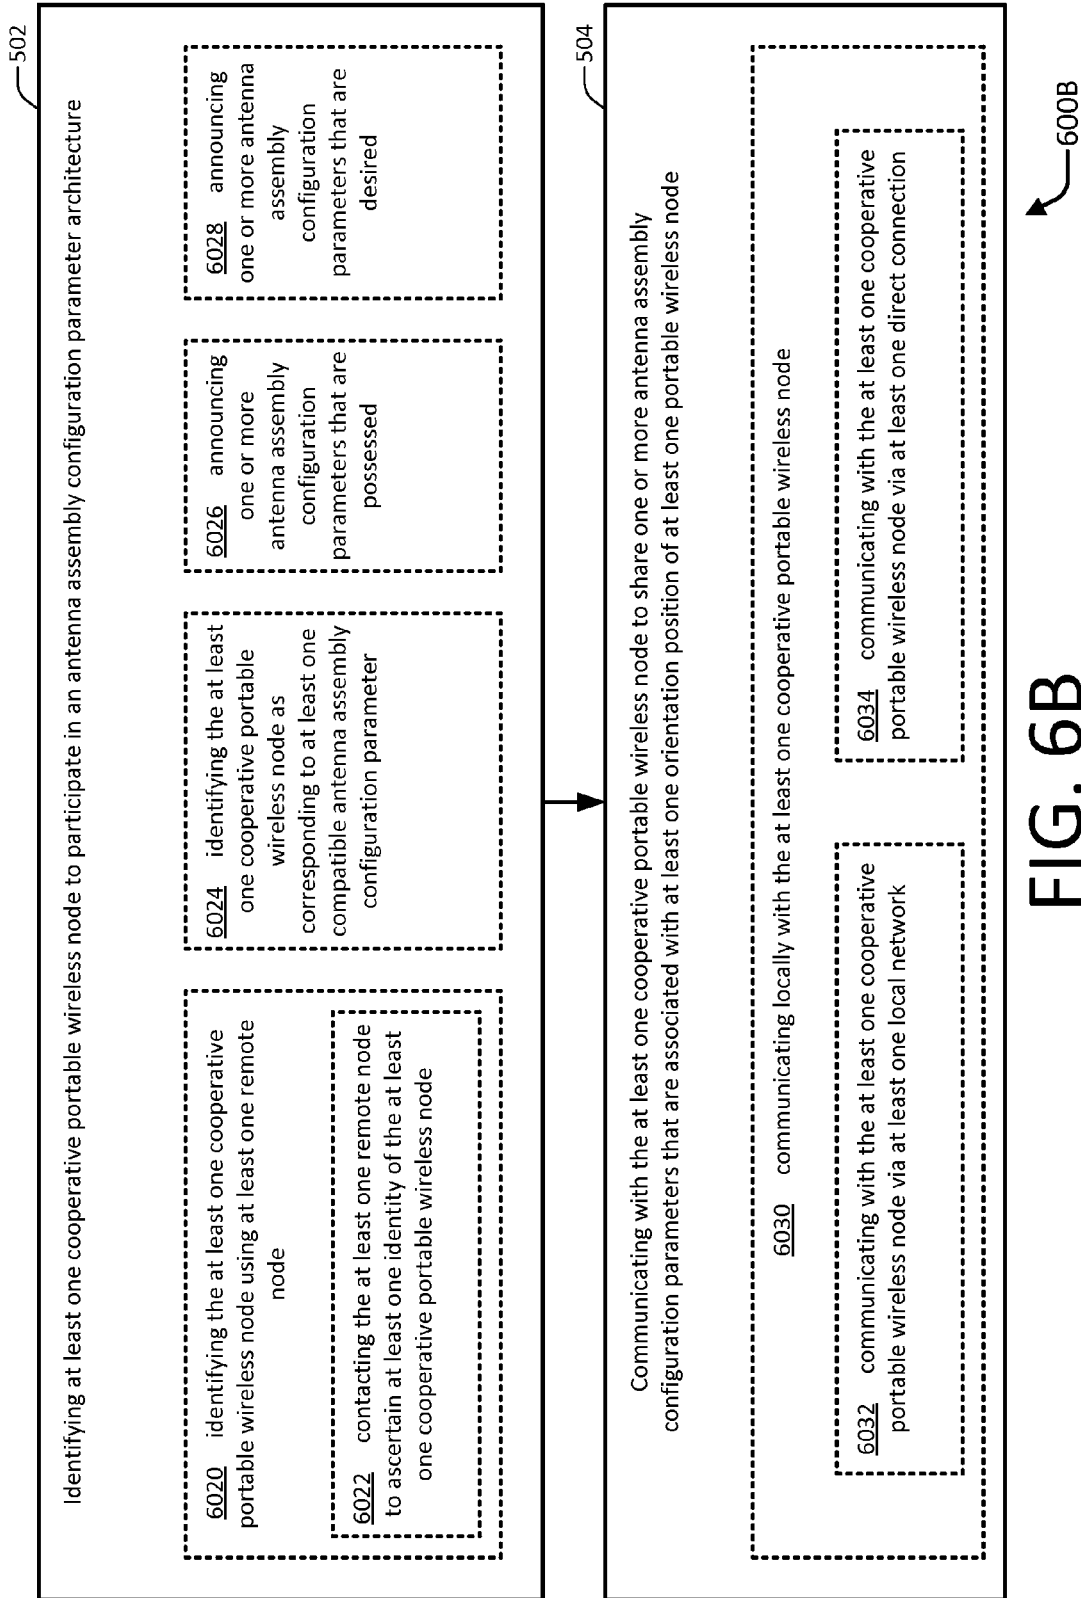 502
Identifying at least one cooperative portable wireless node to participate in an antenna assembly configuration parameter architecture
6020 identifying the at least one cooperative
portable wireless node using at least one remote
node
6022 contacting the at least one remote node
to ascertain at least one identity of the at least
one cooperative portable wireless node
6024 identifying the at least
one cooperative portable
wireless node as
corresponding to at least one
compatible antenna assembly
configuration parameter
6026 announcing
one or more
antenna assembly
configuration
parameters that are
possessed
6028 announcing
one or more antenna
assembly
configuration
parameters that are
desired
504
Communicating with the at least one cooperative portable wireless node to share one or more antenna assembly
configuration parameters that are associated with at least one orientation position of at least one portable wireless node
6030 communicating locally with the at least one cooperative portable wireless node
6032 communicating with the at least one cooperative
portable wireless node via at least one local network
6034 communicating with the at least one cooperative
portable wireless node via at least one direct connection
600B
FIG. 6B